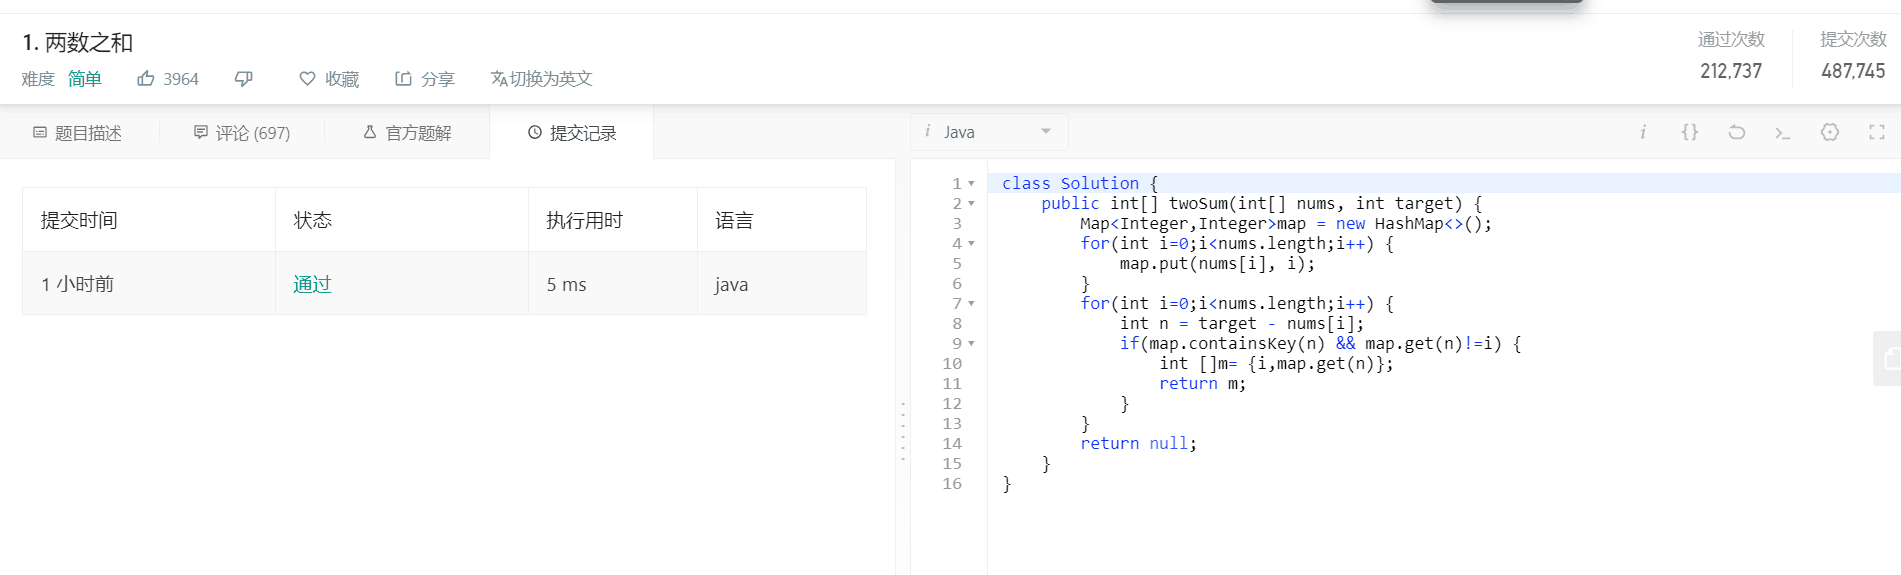 1. 两数之和
难度 简单 3964 收藏 分享 切换为英文
通过次数 提交次数
212,737 487,745
题目描述 评论 (697) 官方题解 提交记录
提交时间 状态 执行用时 语言
1 小时前 通过 5 ms java
i Java
i {} >_
1 class Solution {
2     public int[] twoSum(int[] nums, int target) {
3         Map<Integer,Integer>map = new HashMap<>();
4         for(int i=0;i<nums.length;i++) {
5             map.put(nums[i], i);
6         }
7         for(int i=0;i<nums.length;i++) {
8             int n = target - nums[i];
9             if(map.containsKey(n) && map.get(n)!=i) {
10                 int []m= {i,map.get(n)};
11                 return m;
12             }
13         }
14         return null;
15     }
16 }